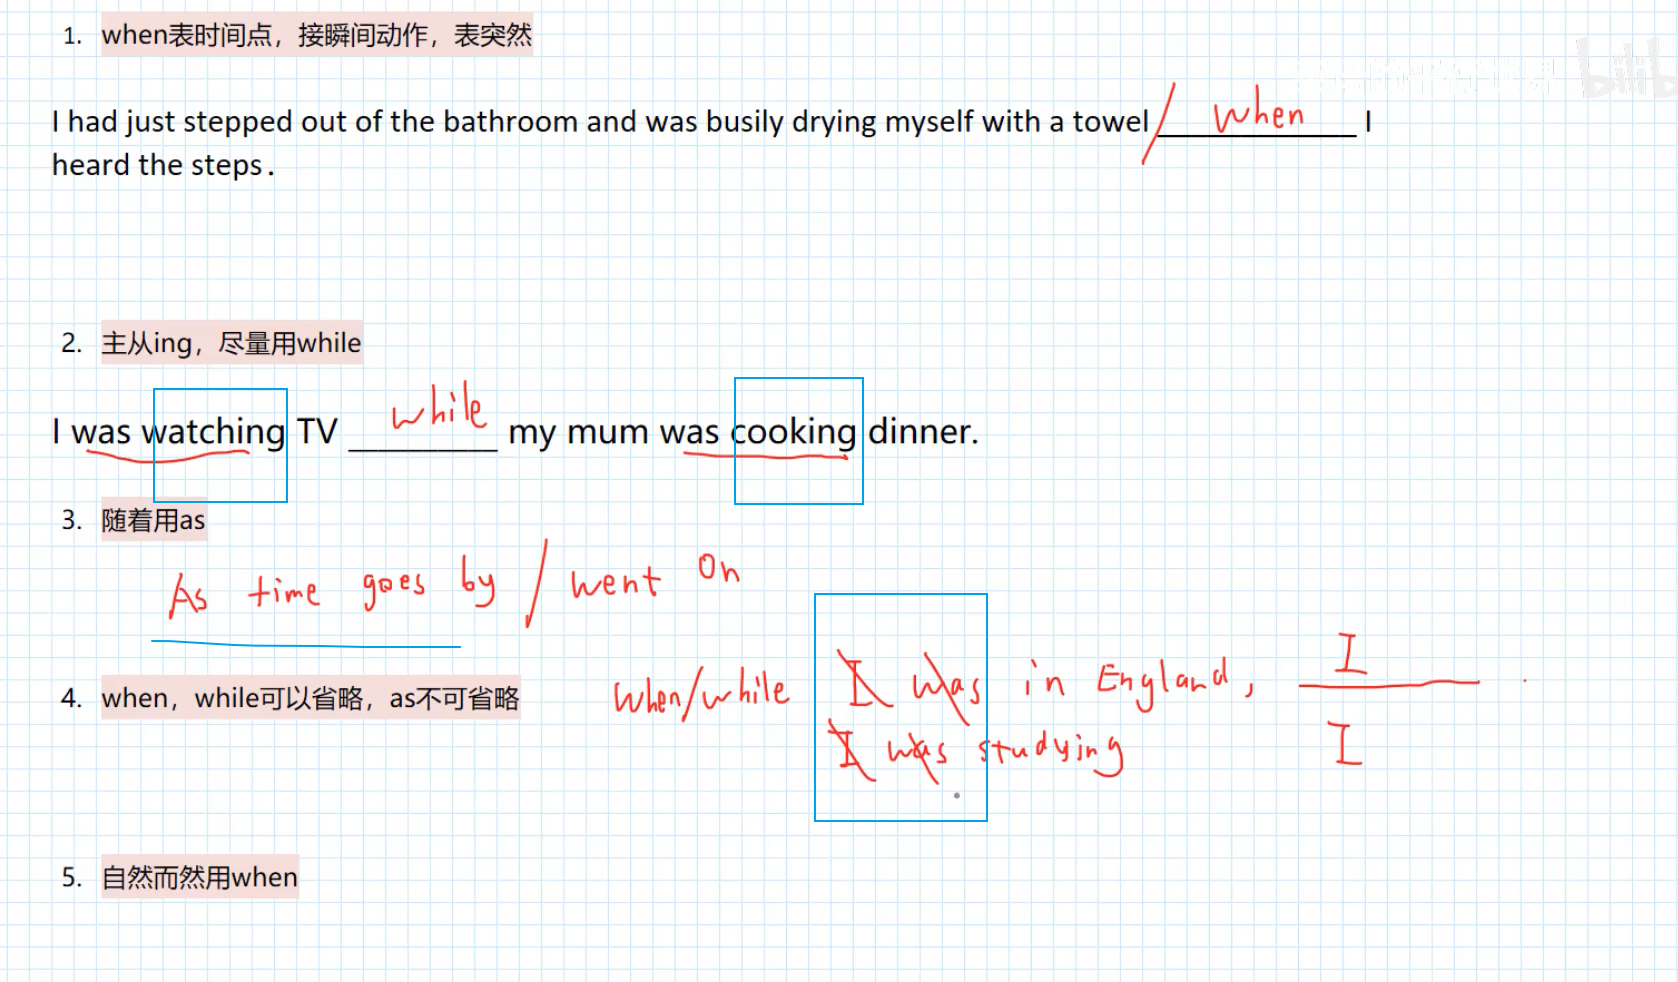 1. when表时间点，接瞬间动作，表突然
I had just stepped out of the bathroom and was busily drying myself with a towel / when I
heard the steps.
2. 主从ing，尽量用while
I was watching TV while my mum was cooking dinner.
3. 随着用as
As time goes by / went on
4. when，while可以省略，as不可省略
when/while I was in England, I
I was studying I
5. 自然而然用when
bilib